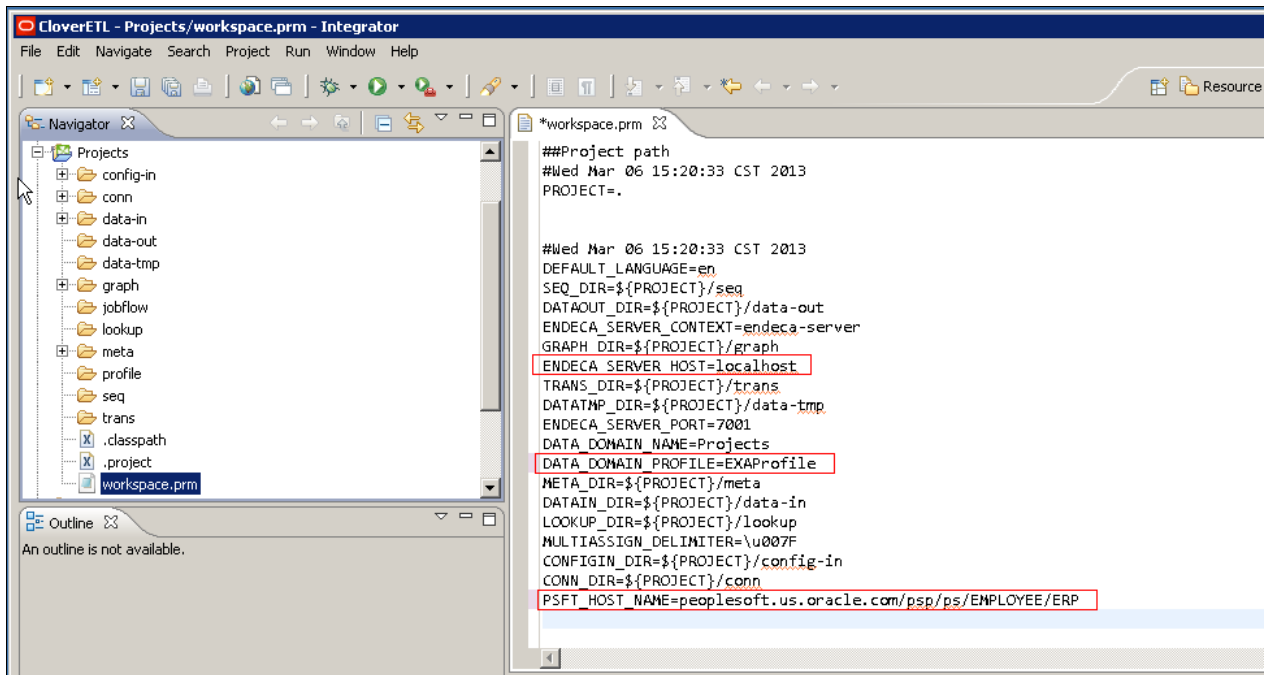 CloverETL - Projects/workspace.prm - Integrator
File Edit Navigate Search Project Run Window Help
Resource
Navigator
Projects
config-in
conn
data-in
data-out
data-tmp
graph
jobflow
lookup
meta
profile
seq
trans
.classpath
.project
workspace.prm
Outline
An outline is not available.
*workspace.prm
##Project path
#Wed Mar 06 15:20:33 CST 2013
PROJECT=.
#Wed Mar 06 15:20:33 CST 2013
DEFAULT_LANGUAGE=en
SEQ_DIR=${PROJECT}/seq
DATAOUT_DIR=${PROJECT}/data-out
ENDECA_SERVER_CONTEXT=endeca-server
GRAPH_DIR=${PROJECT}/graph
ENDECA_SERVER_HOST=localhost
TRANS_DIR=${PROJECT}/trans
DATATMP_DIR=${PROJECT}/data-tmp
ENDECA_SERVER_PORT=7001
DATA_DOMAIN_NAME=Projects
DATA_DOMAIN_PROFILE=EXAProfile
META_DIR=${PROJECT}/meta
DATAIN_DIR=${PROJECT}/data-in
LOOKUP_DIR=${PROJECT}/lookup
MULTIASSIGN_DELIMITER=\u007F
CONFIGIN_DIR=${PROJECT}/config-in
CONN_DIR=${PROJECT}/conn
PSFT_HOST_NAME=peoplesoft.us.oracle.com/psp/ps/EMPLOYEE/ERP